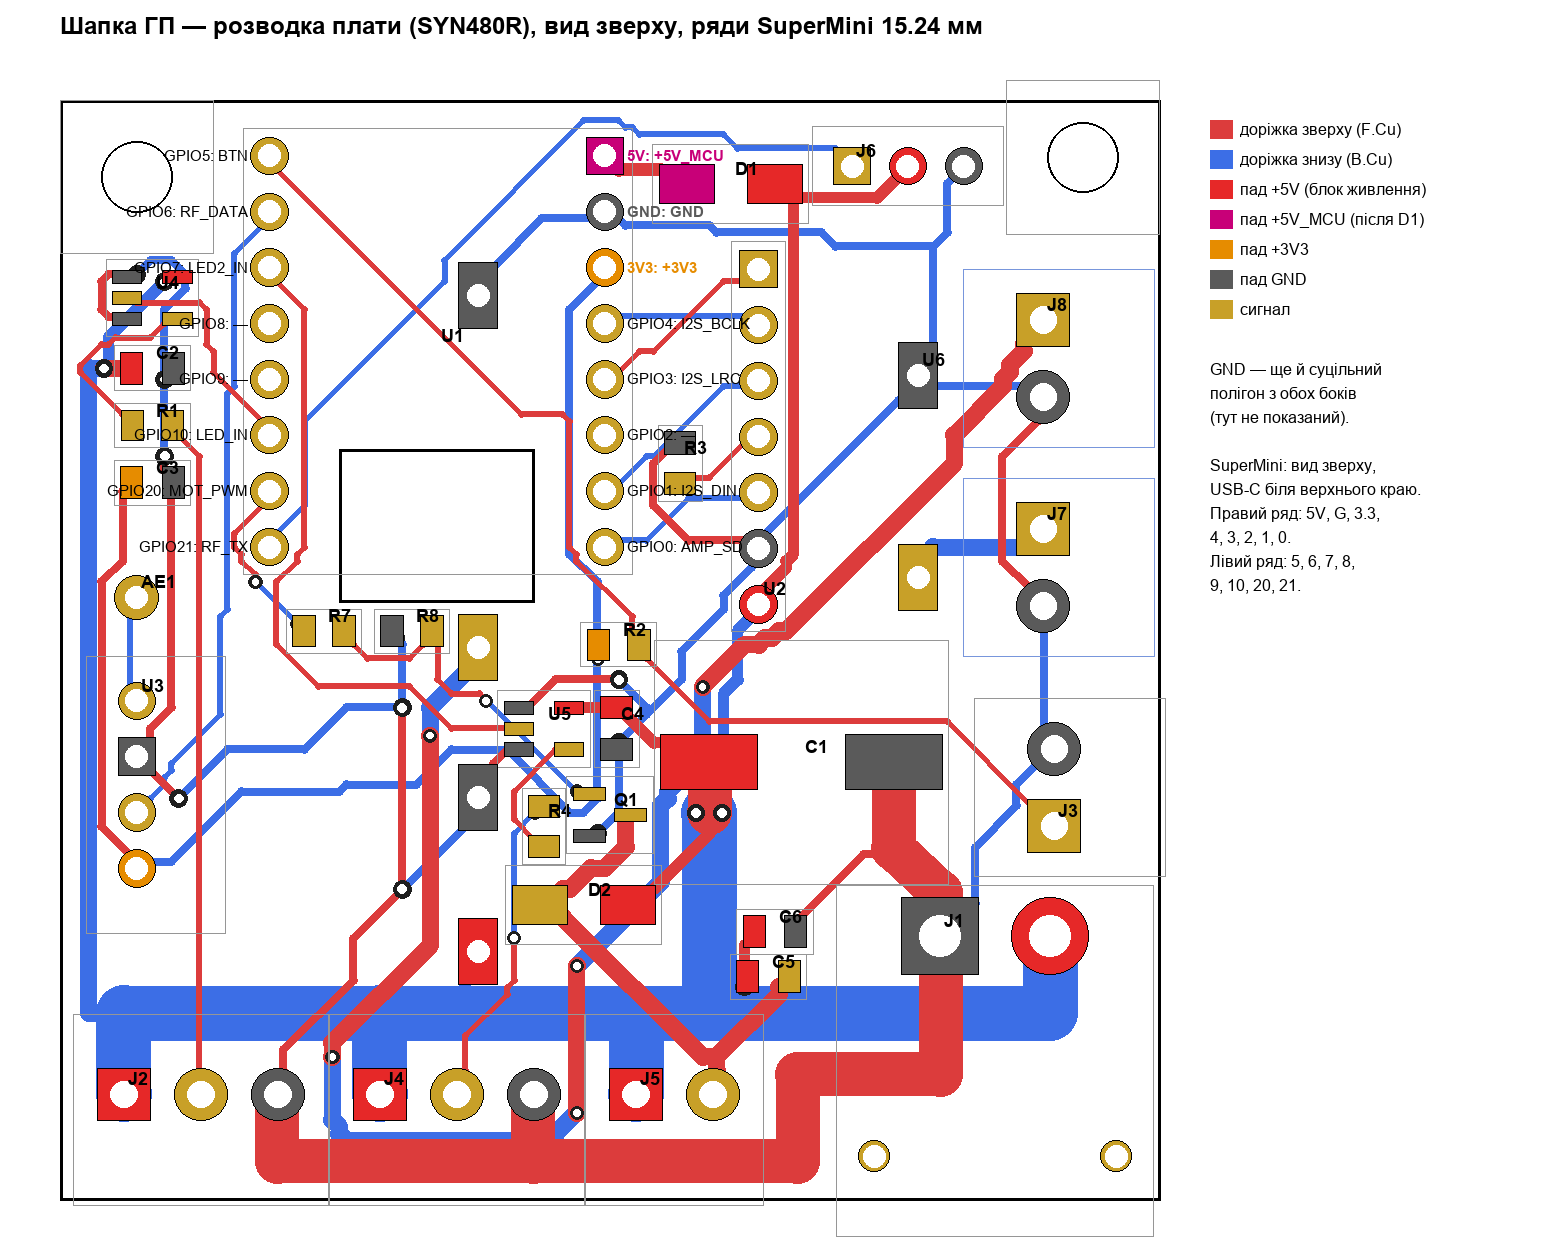 Шапка ГП — розводка плати (SYN480R), вид зверху, ряди SuperMini 15.24 мм
доріжка зверху (F.Cu)
доріжка знизу (B.Cu)
пад +5V (блок живлення)
пад +5V_MCU (після D1)
пад +3V3
пад GND
сигнал
GND — ще й суцільний
полігон з обох боків
(тут не показаний).
SuperMini: вид зверху,
USB-C біля верхнього краю.
Правий ряд: 5V, G, 3.3,
4, 3, 2, 1, 0.
Лівий ряд: 5, 6, 7, 8,
9, 10, 20, 21.
GPIO5: BTN
GPIO6: RF_DATA
GPIO7: LED2_IN
GPIO8: —
GPIO9: —
GPIO10: LED_IN
GPIO20: MOT_PWM
GPIO21: RF_TX
5V: +5V_MCU
GND: GND
3V3: +3V3
GPIO4: I2S_BCLK
GPIO3: I2S_LRC
GPIO2: —
GPIO1: I2S_DIN
GPIO0: AMP_SD
D1
J6
U4
U1
C2
U6
J8
R1
R3
C3
J7
AE1
U2
R7
R8
R2
U3
U5
C4
C1
Q1
R4
J3
D2
C6
J1
C5
J2
J4
J5